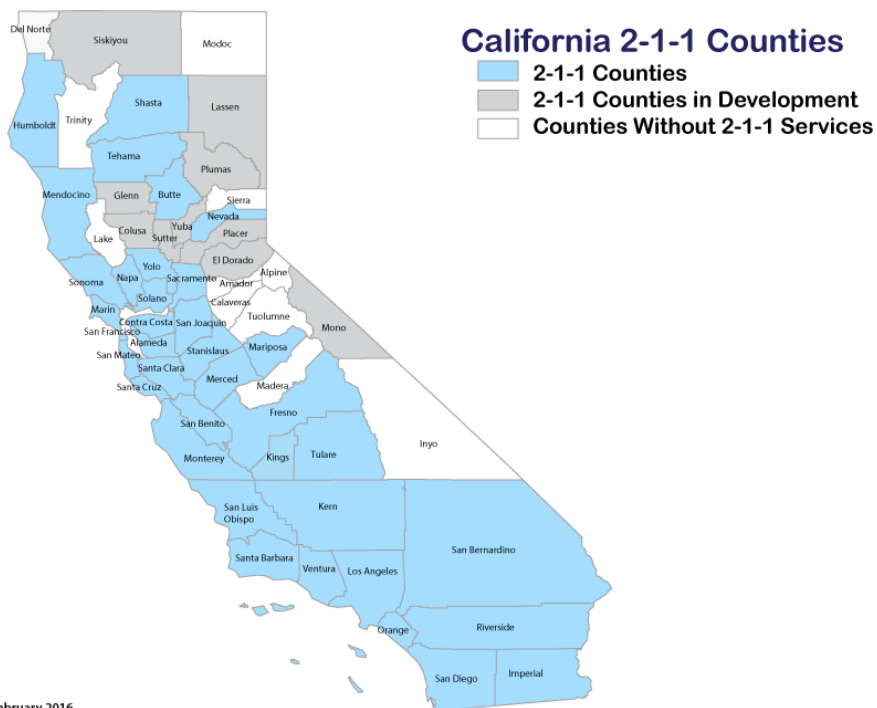 California 2-1-1 Counties
2-1-1 Counties
2-1-1 Counties in Development
Counties Without 2-1-1 Services
Del Norte
Siskiyou
Modoc
Humboldt
Trinity
Shasta
Lassen
Tehama
Plumas
Mendocino
Glenn
Butte
Sierra
Nevada
Lake
Colusa
Sutter
Yuba
Placer
El Dorado
Sonoma
Napa
Yolo
Sacramento
Amador
Alpine
Solano
Calaveras
Marin
Contra Costa
San Joaquin
Tuolumne
Mono
San Francisco
Alameda
San Mateo
Stanislaus
Mariposa
Santa Clara
Merced
Madera
Santa Cruz
Fresno
San Benito
Inyo
Monterey
Kings
Tulare
San Luis
Obispo
Kern
San Bernardino
Santa Barbara
Ventura
Los Angeles
Orange
Riverside
San Diego
Imperial
2016